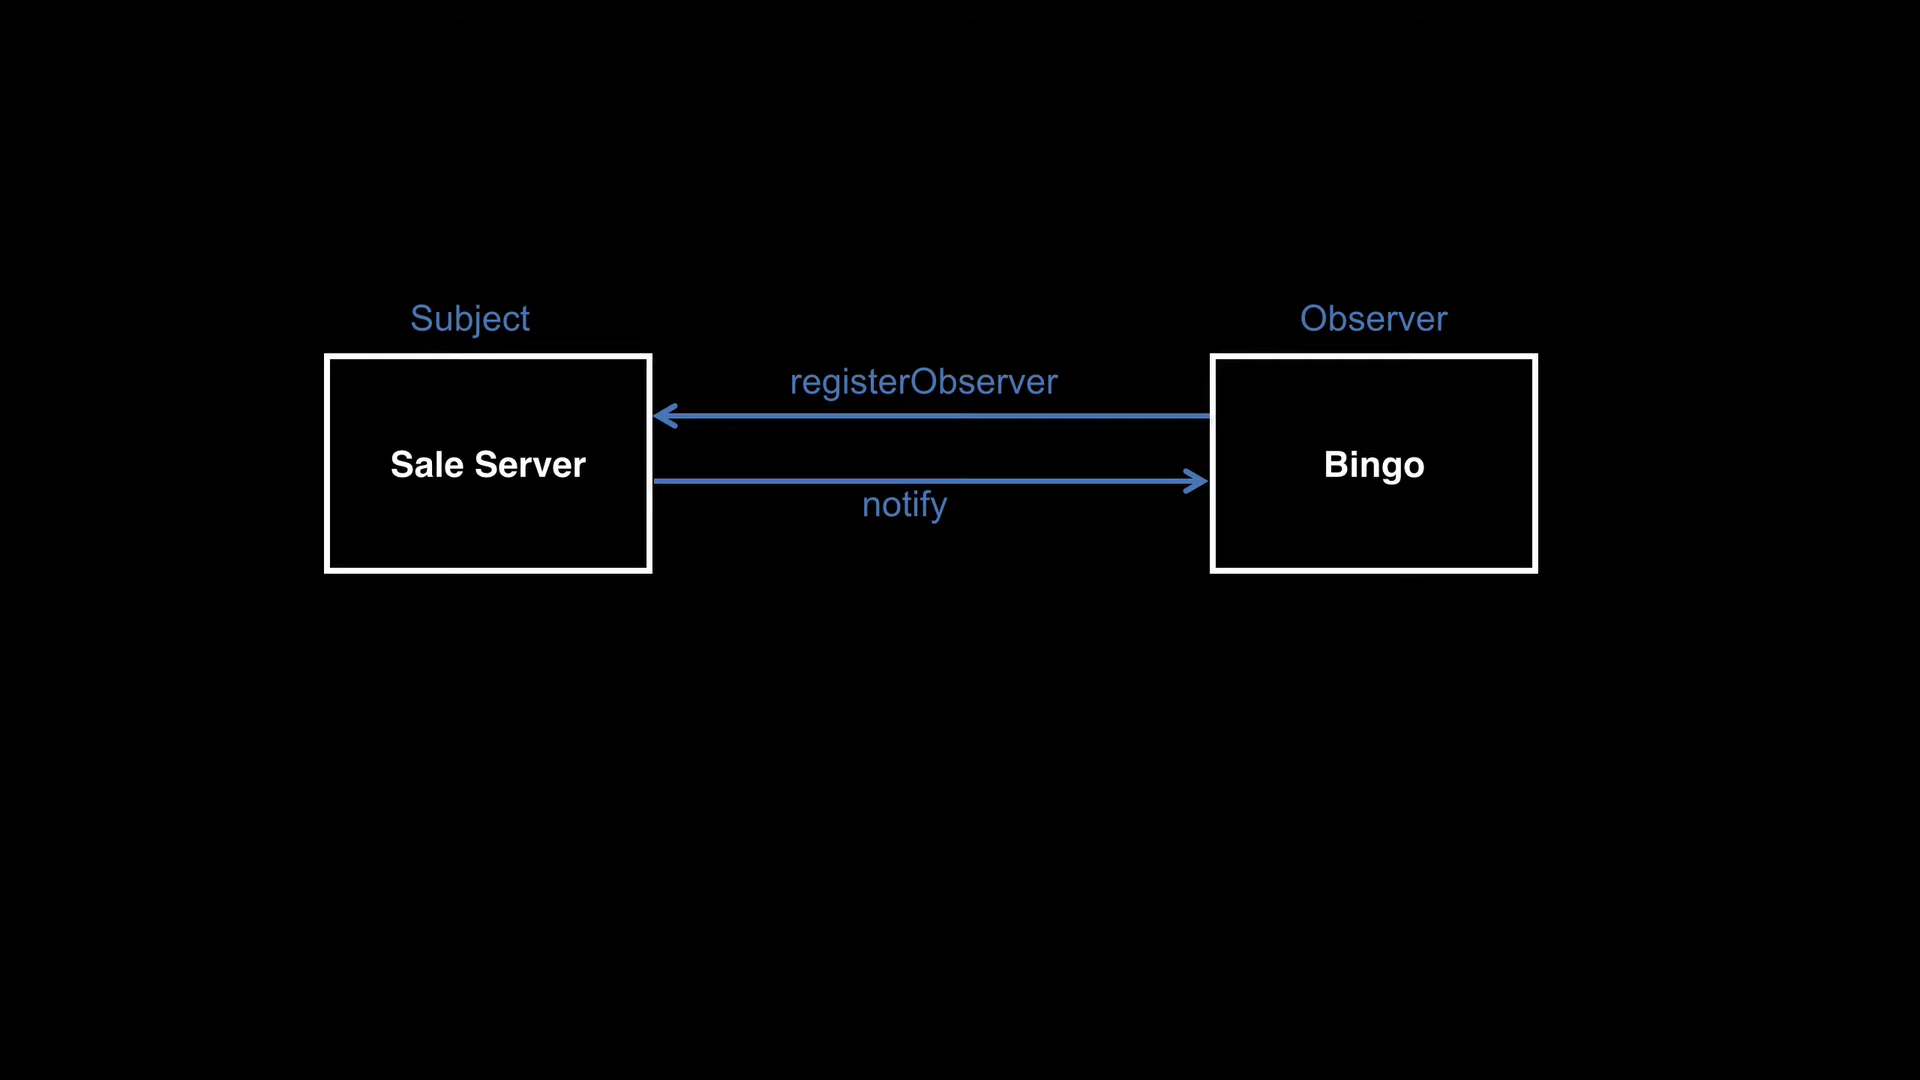 Subject
Observer
registerObserver
Sale Server
Bingo
notify